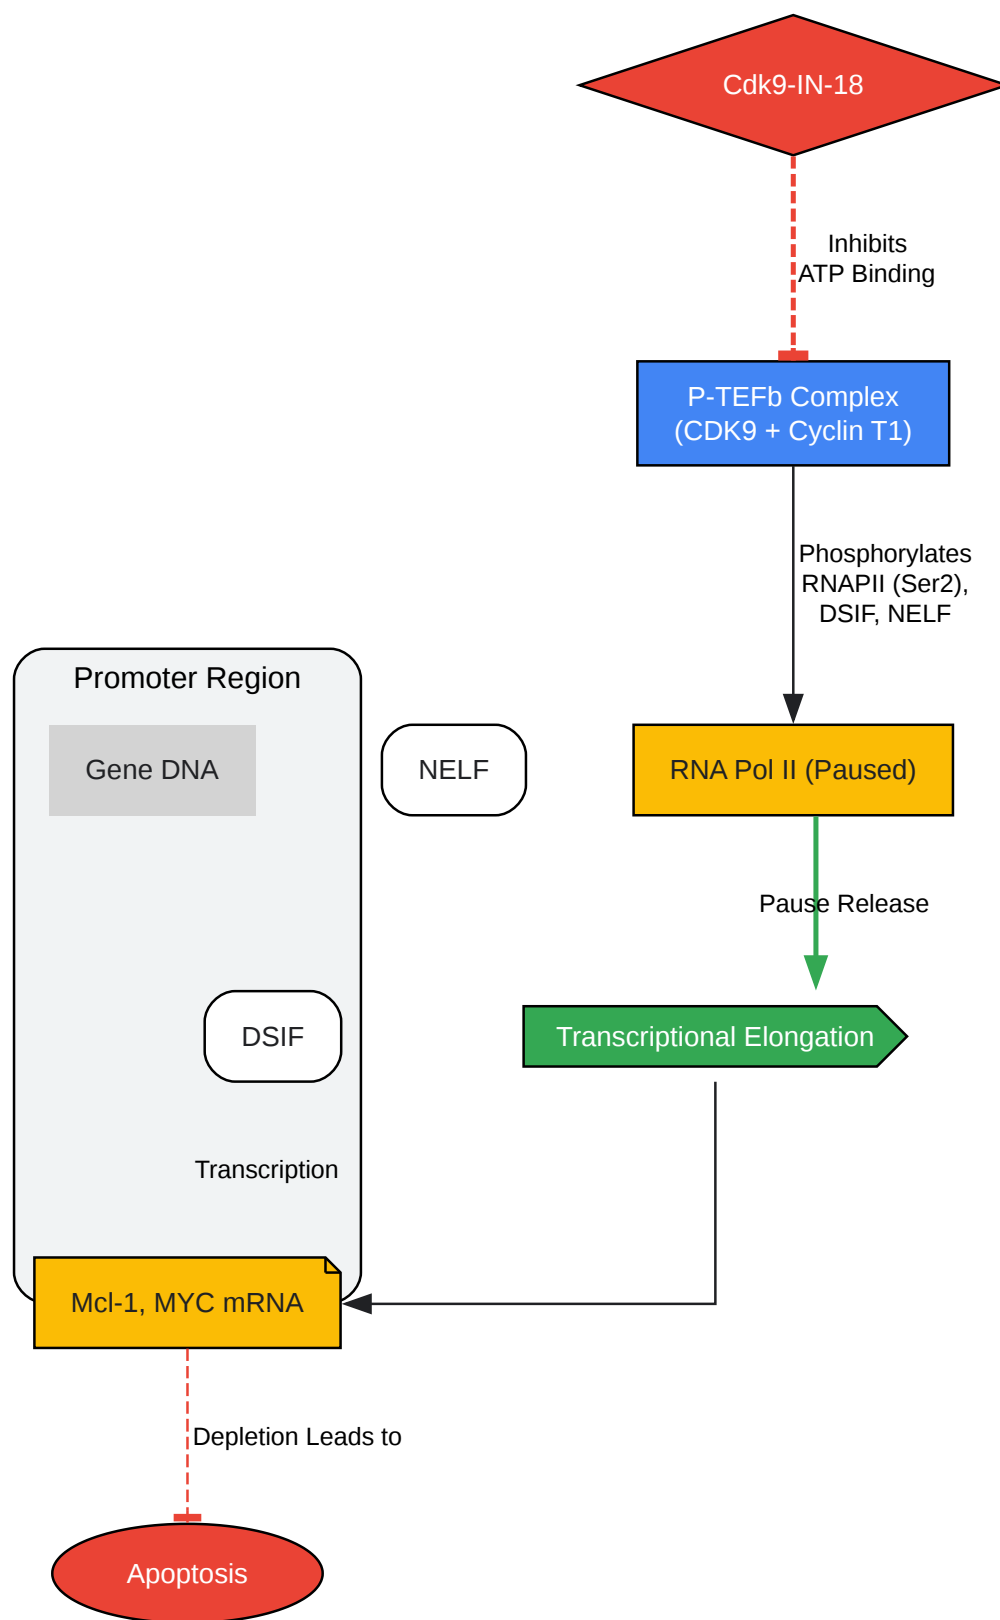 Cdk9-IN-18
Inhibits
ATP Binding
P-TEFb Complex
(CDK9 + Cyclin T1)
Phosphorylates
RNAPII (Ser2),
DSIF, NELF
Promoter Region
Gene DNA
NELF
RNA Pol II (Paused)
Pause Release
DSIF
Transcriptional Elongation
Transcription
Mcl-1, MYC mRNA
Depletion Leads to
Apoptosis